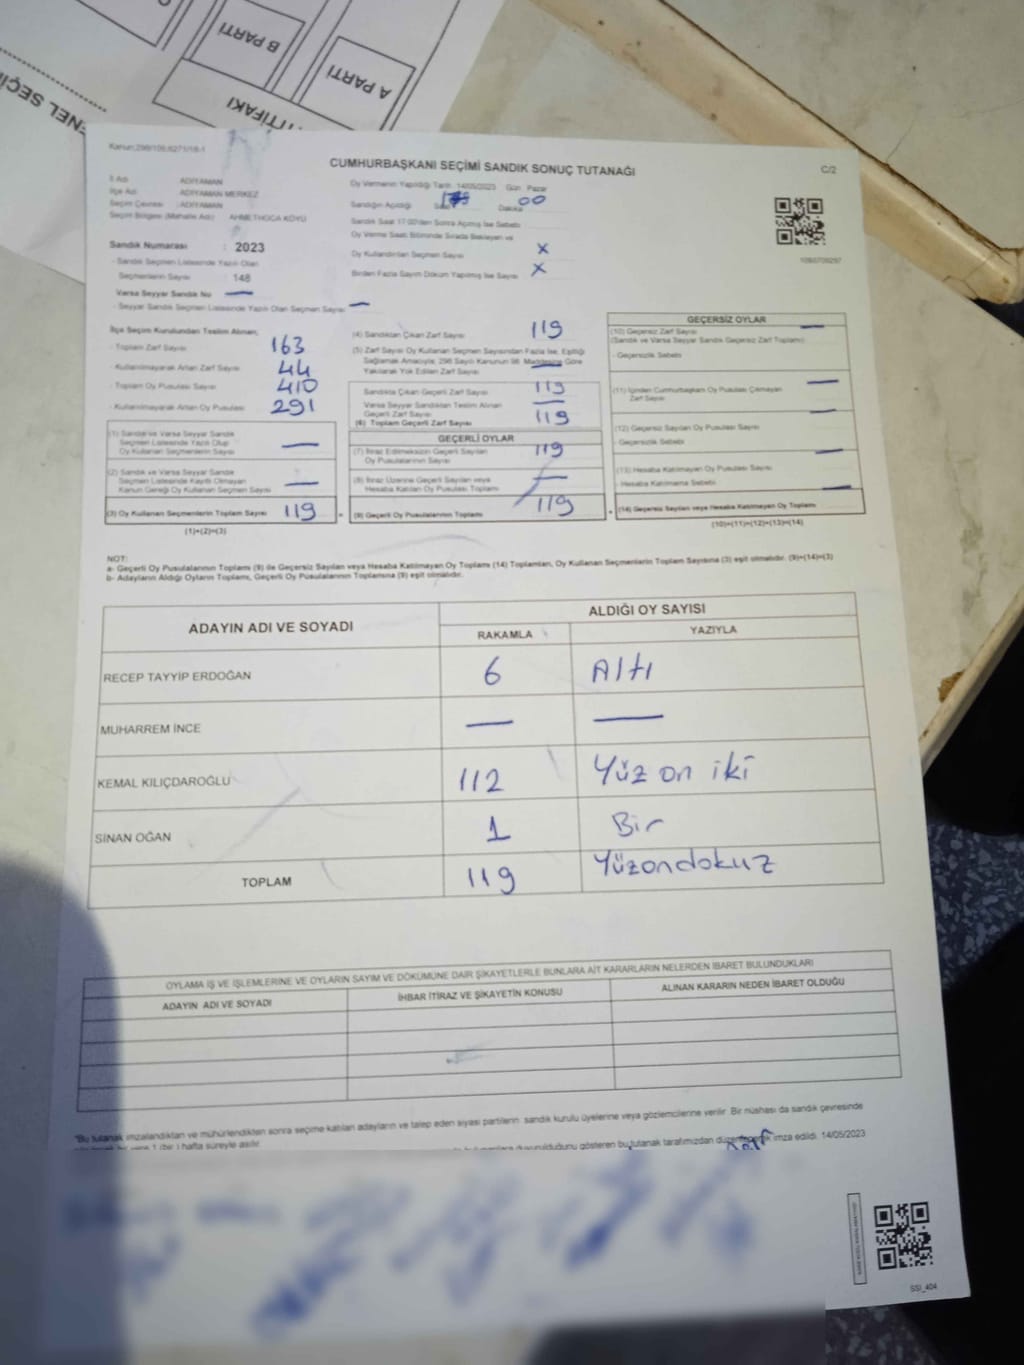 B PARTİ
A PARTİ
İTTİFAKI
Kanun:298/105;6271/18-1
CUMHURBAŞKANI SEÇİMİ SANDIK SONUÇ TUTANAĞI
C/2
İl Adı ADIYAMAN
İlçe Adı ADIYAMAN MERKEZ
Seçim Çevresi : ADIYAMAN
Seçim Bölgesi (Mahalle Adı) AHMETHOCA KÖYÜ
Sandık Numarası : 2023
- Sandık Seçmen Listesinde Yazılı Olan
Seçmenlerin Sayısı : 148
Varsa Seyyar Sandık No —
- Seyyar Sandık Seçmen Listesinde Yazılı Olan Seçmen Sayısı —
Oy Vermenin Yapıldığı Tarih 14/05/2023 Gün Pazar
Sandığın Açıldığı Saat Dakika 00
Sandık Saat 17:00'den Sonra Açılmış İse Sebebi
Oy Verme Saati Bitiminde Sırada Bekleyen ve
Oy Kullandırılan Seçmen Sayısı X
Birden Fazla Sayım Döküm Yapılmış İse Sayısı X
İlçe Seçim Kurulundan Teslim Alınan;
- Toplam Zarf Sayısı 163
- Kullanılmayarak Artan Zarf Sayısı 44
- Toplam Oy Pusulası Sayısı 410
- Kullanılmayarak Artan Oy Pusulası 291
(1) Sandık ve Varsa Seyyar Sandık
Seçmen Listesinde Yazılı Olup
Oy Kullanan Seçmenlerin Sayısı —
(2) Sandık ve Varsa Seyyar Sandık
Seçmen Listesinde Kayıtlı Olmayan
Kanun Gereği Oy Kullanan Seçmen Sayısı —
(3) Oy Kullanan Seçmenlerin Toplam Sayısı 119
(1)+(2)=(3)
(4) Sandıktan Çıkan Zarf Sayısı 119
(5) Zarf Sayısı Oy Kullanan Seçmen Sayısından Fazla İse, Eşitliği
Sağlamak Amacıyla, 298 Sayılı Kanunun 98. Maddesine Göre
Yakılarak Yok Edilen Zarf Sayısı —
Sandıkta Çıkan Geçerli Zarf Sayısı 119
Varsa Seyyar Sandıktan Teslim Alınan
Geçerli Zarf Sayısı —
(6) Toplam Geçerli Zarf Sayısı 119
GEÇERLİ OYLAR
(7) İtiraz Edilmeksizin Geçerli Sayılan
Oy Pusulalarının Sayısı 119
(8) İtiraz Üzerine Geçerli Sayılan veya
Hesaba Katılan Oy Pusulası Toplamı —
= (9) Geçerli Oy Pusulalarının Toplamı 119
GEÇERSİZ OYLAR
(10) Geçersiz Zarf Sayısı —
(Sandık ve Varsa Seyyar Sandık Geçersiz Zarf Toplamı)
- Geçersizlik Sebebi
(11) İçinden Cumhurbaşkanı Oy Pusulası Çıkmayan —
Zarf Sayısı
(12) Geçersiz Sayılan Oy Pusulası Sayısı —
- Geçersizlik Sebebi
(13) Hesaba Katılmayan Oy Pusulası Sayısı —
- Hesaba Katılmama Sebebi
+ (14) Geçersiz Sayılan veya Hesaba Katılmayan Oy Toplamı —
(10)+(11)+(12)+(13)=(14)
NOT:
a- Geçerli Oy Pusulalarının Toplamı (9) ile Geçersiz Sayılan veya Hesaba Katılmayan Oy Toplamı (14) Toplamları, Oy Kullanan Seçmenlerin Toplam Sayısına (3) eşit olmalıdır. (9)+(14)=(3)
b- Adayların Aldığı Oyların Toplamı, Geçerli Oy Pusulalarının Toplamına (9) eşit olmalıdır.
ADAYIN ADI VE SOYADI
ALDIĞI OY SAYISI
RAKAMLA YAZIYLA
RECEP TAYYİP ERDOĞAN 6 Altı
MUHARREM İNCE — —
KEMAL KILIÇDAROĞLU 112 Yüz on iki
SİNAN OĞAN 1 Bir
TOPLAM 119 Yüzondokuz
OYLAMA İŞ VE İŞLEMLERİNE VE OYLARIN SAYIM VE DÖKÜMÜNE DAİR ŞİKAYETLERLE BUNLARA AİT KARARLARIN NELERDEN İBARET BULUNDUKLARI
ADAYIN ADI VE SOYADI İHBAR İTİRAZ VE ŞİKAYETİN KONUSU ALINAN KARARIN NEDEN İBARET OLDUĞU
"Bu tutanak imzalandıktan ve mühürlendikten sonra seçime katılan adayların ve talep eden siyasi partilerin sandık kurulu üyelerine veya gözlemcilerine verilir. Bir nüshası da sandık çevresinde
duyurulduğunu gösteren bu tutanak tarafımızdan düzenlenerek imza edildi. 14/05/2023
SSİ_404